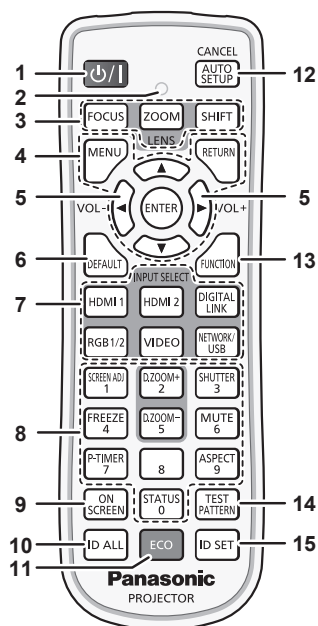 CANCEL
1
⏻/|
AUTO SETUP
12
2
3
FOCUS
ZOOM
SHIFT
LENS
4
MENU
RETURN
▲
5
VOL-
◀
ENTER
▶
VOL+
5
▼
6
DEFAULT
FUNCTION
13
INPUT SELECT
7
HDMI 1
HDMI 2
DIGITAL LINK
RGB1/2
VIDEO
NETWORK/ USB
8
SCREEN ADJ 1
D.ZOOM+ 2
SHUTTER 3
FREEZE 4
D.ZOOM- 5
MUTE 6
P-TIMER 7
8
ASPECT 9
9
ON SCREEN
STATUS 0
TEST PATTERN
14
10
ID ALL
ECO
ID SET
15
11
Panasonic
PROJECTOR